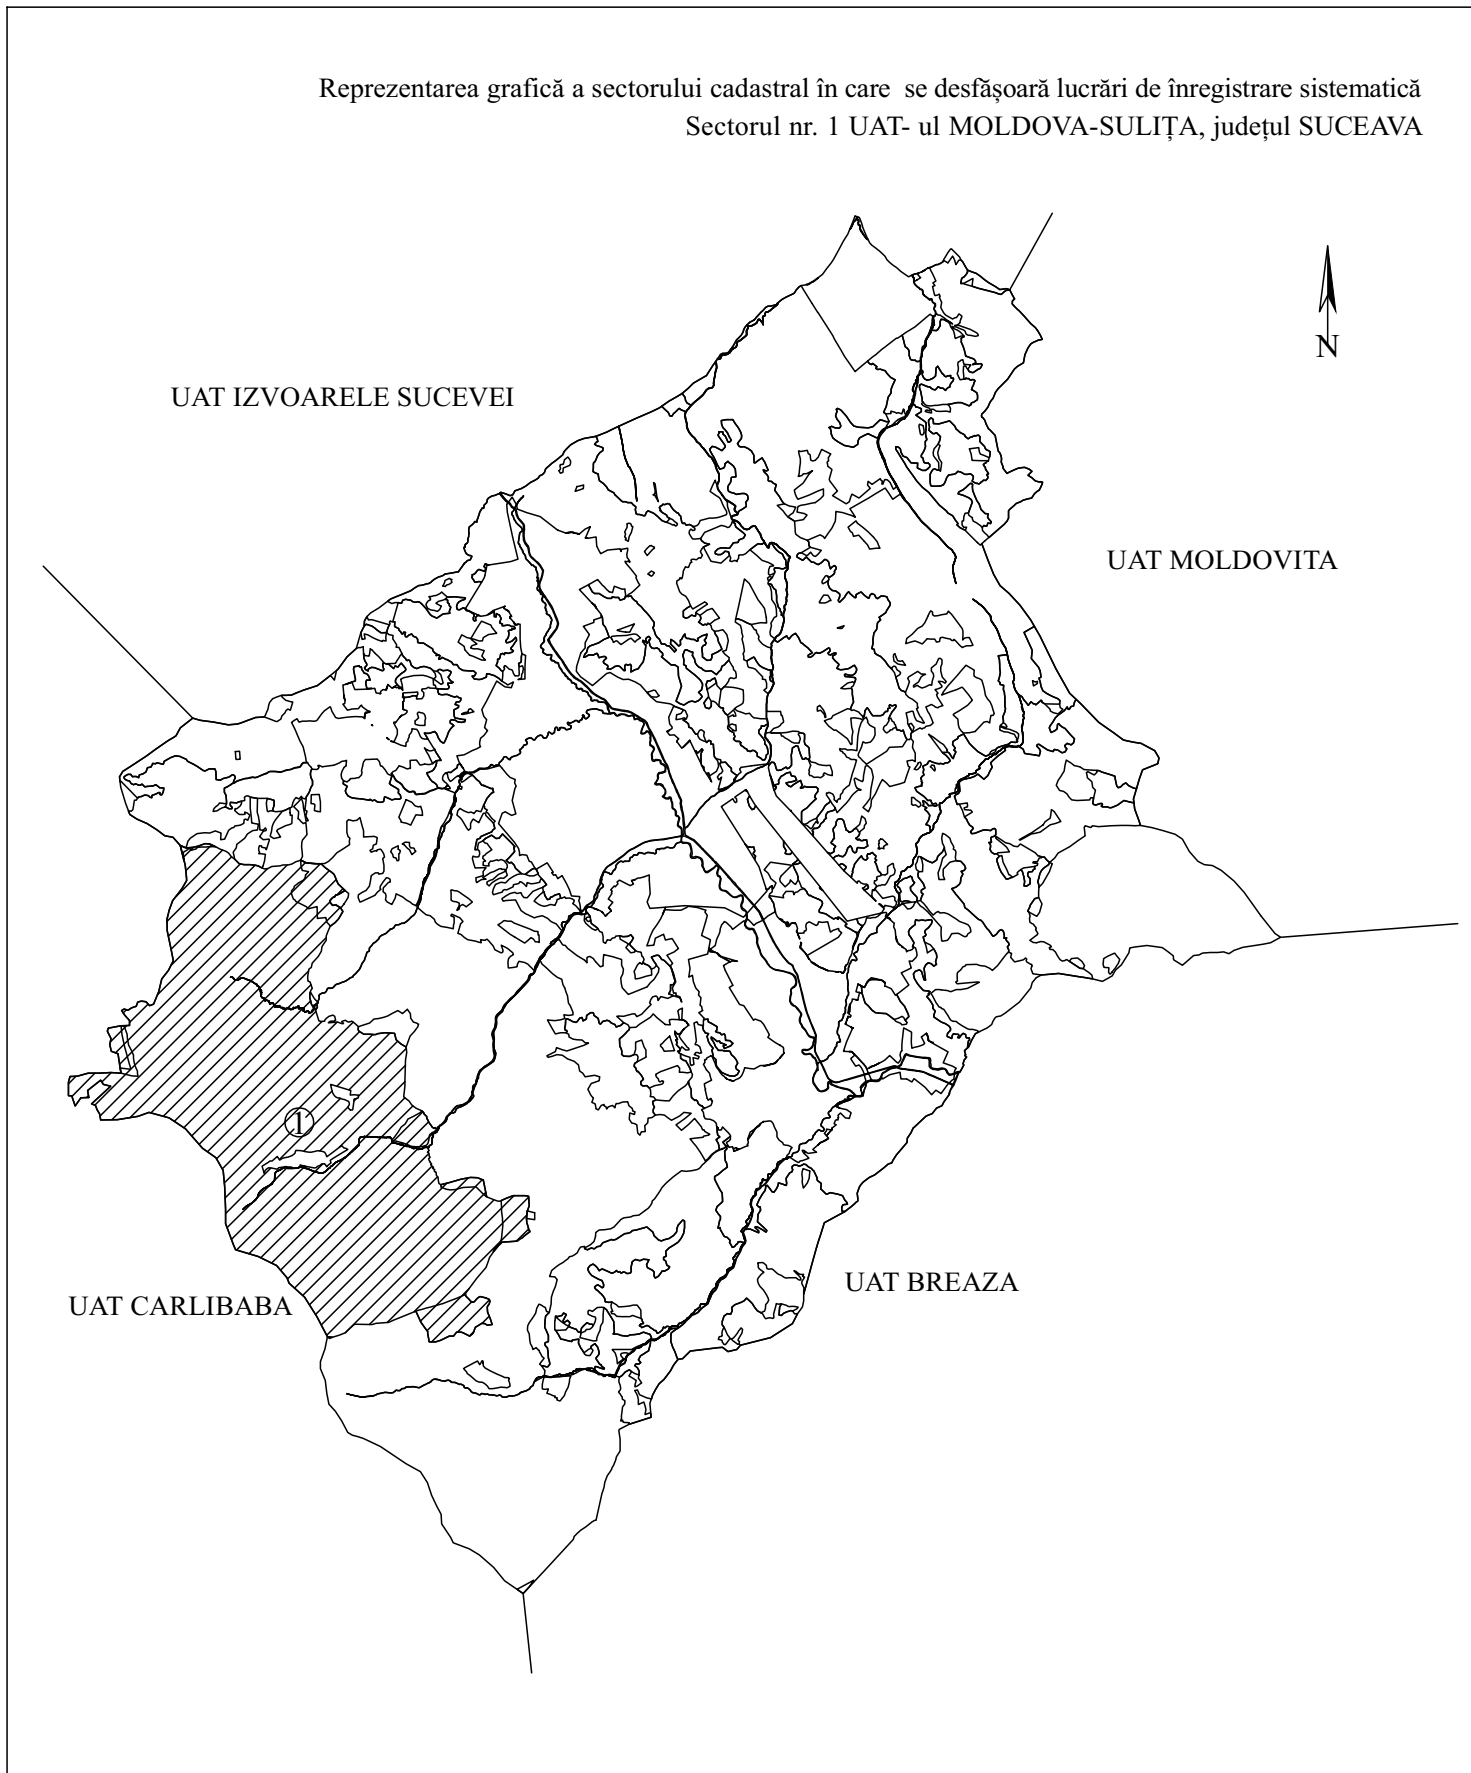 Reprezentarea grafică a sectorului cadastral în care se desfășoară lucrări de înregistrare sistematică
Sectorul nr. 1 UAT- ul MOLDOVA-SULIȚA, județul SUCEAVA
N
UAT IZVOARELE SUCEVEI
UAT MOLDOVITA
1
UAT BREAZA
UAT CARLIBABA